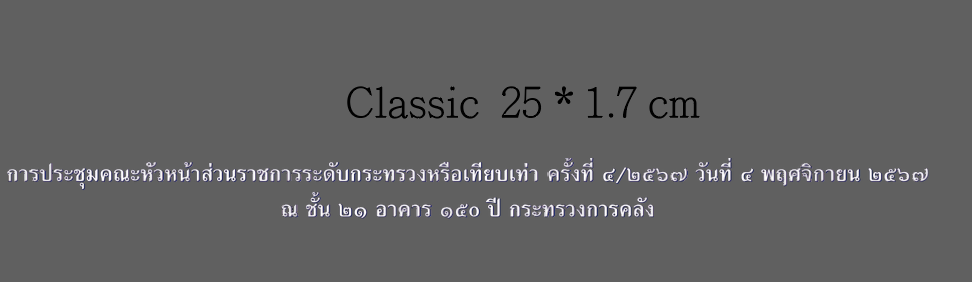 Classic 25 * 1.7 cm
การประชุมคณะหัวหน้าส่วนราชการระดับกระทรวงหรือเทียบเท่า ครั้งที่ ๔/๒๕๖๗ วันที่ ๔ พฤศจิกายน ๒๕๖๗
ณ ชั้น ๒๑ อาคาร ๑๕๐ ปี กระทรวงการคลัง